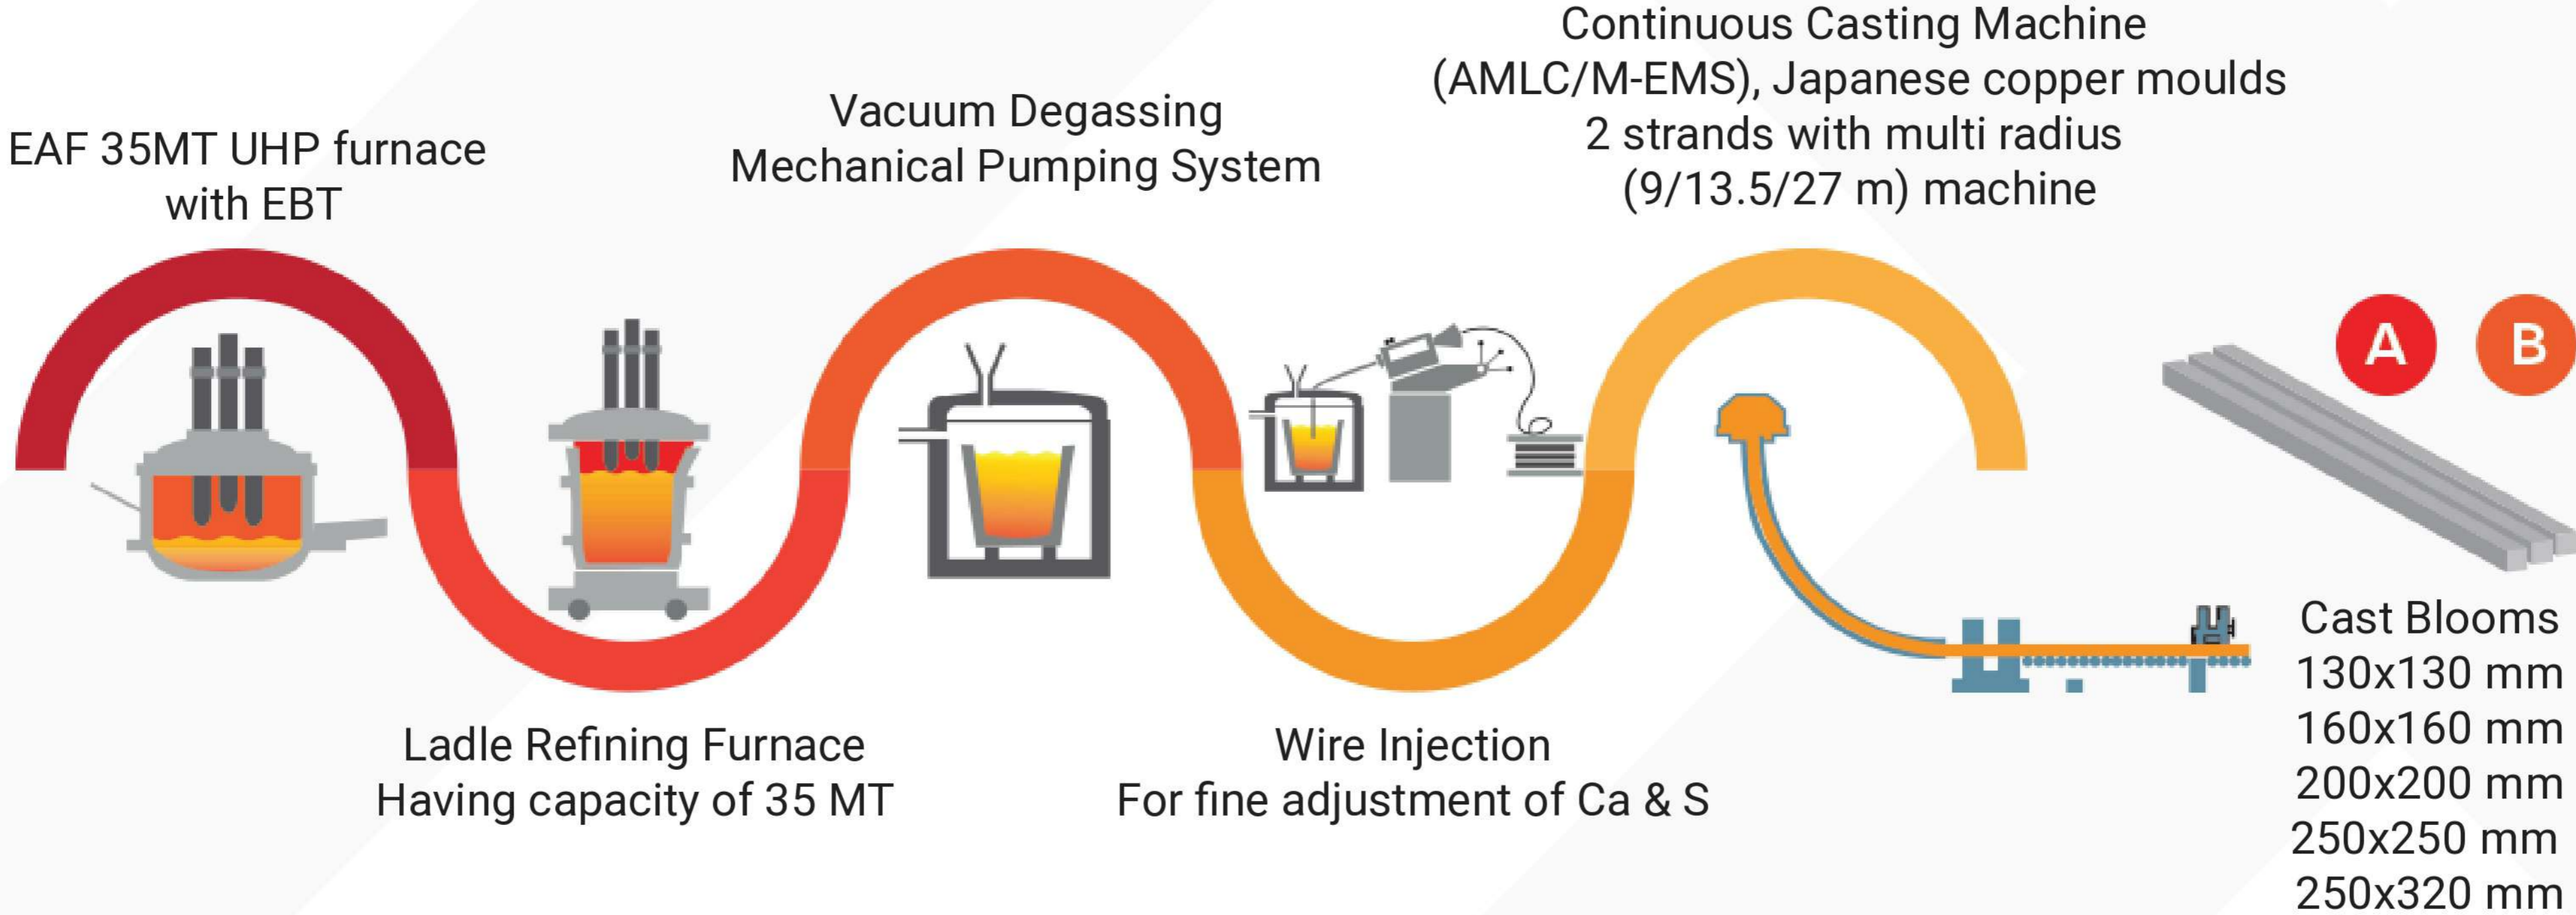 EAF 35MT UHP furnace
with EBT
Ladle Refining Furnace
Having capacity of 35 MT
Vacuum Degassing
Mechanical Pumping System
Wire Injection
For fine adjustment of Ca & S
Continuous Casting Machine
(AMLC/M-EMS), Japanese copper moulds
2 strands with multi radius
(9/13.5/27 m) machine
A
B
Cast Blooms
130x130 mm
160x160 mm
200x200 mm
250x250 mm
250x320 mm